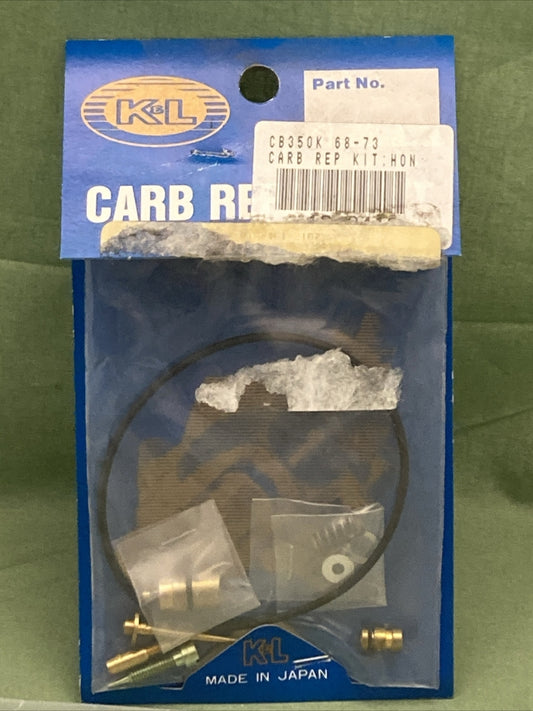 K&L
Part No.
CB350K 68-73
CARB REP KIT:HON
CARB RE
K&L
MADE IN JAPAN